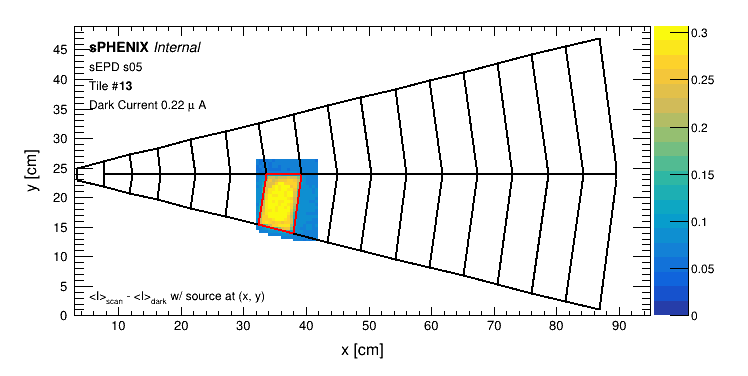 sPHENIX Internal
sEPD s05
Tile #13
Dark Current 0.22 μ A
<I>scan - <I>dark w/ source at (x, y)
y [cm]
45
40
35
30
25
20
15
10
5
0
10 20 30 40 50 60 70 80 90
x [cm]
0.3
0.25
0.2
0.15
0.1
0.05
0